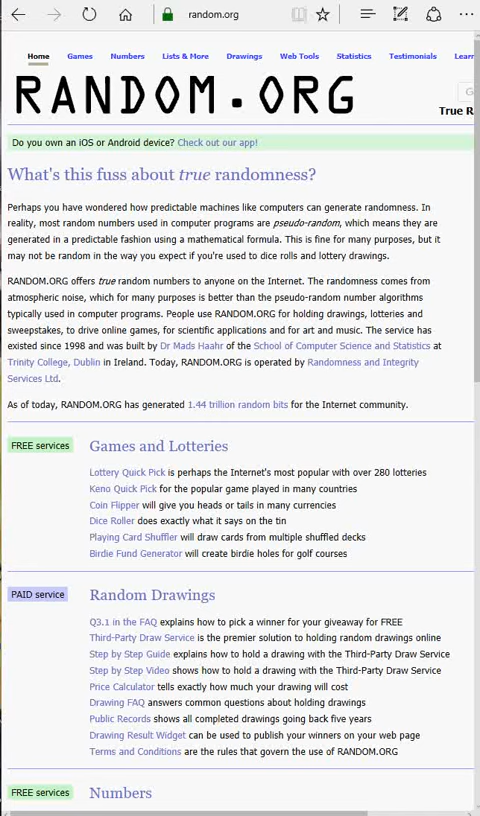 random.org
Home Games Numbers Lists & More Drawings Web Tools Statistics Testimonials Learn
RANDOM.ORG
G
True R
Do you own an iOS or Android device? Check out our app!
What's this fuss about true randomness?
Perhaps you have wondered how predictable machines like computers can generate randomness. In
reality, most random numbers used in computer programs are pseudo-random, which means they are
generated in a predictable fashion using a mathematical formula. This is fine for many purposes, but it
may not be random in the way you expect if you're used to dice rolls and lottery drawings.
RANDOM.ORG offers true random numbers to anyone on the Internet. The randomness comes from
atmospheric noise, which for many purposes is better than the pseudo-random number algorithms
typically used in computer programs. People use RANDOM.ORG for holding drawings, lotteries and
sweepstakes, to drive online games, for scientific applications and for art and music. The service has
existed since 1998 and was built by Dr Mads Haahr of the School of Computer Science and Statistics at
Trinity College, Dublin in Ireland. Today, RANDOM.ORG is operated by Randomness and Integrity
Services Ltd.
As of today, RANDOM.ORG has generated 1.44 trillion random bits for the Internet community.
FREE services Games and Lotteries
Lottery Quick Pick is perhaps the Internet's most popular with over 280 lotteries
Keno Quick Pick for the popular game played in many countries
Coin Flipper will give you heads or tails in many currencies
Dice Roller does exactly what it says on the tin
Playing Card Shuffler will draw cards from multiple shuffled decks
Birdie Fund Generator will create birdie holes for golf courses
PAID service Random Drawings
Q3.1 in the FAQ explains how to pick a winner for your giveaway for FREE
Third-Party Draw Service is the premier solution to holding random drawings online
Step by Step Guide explains how to hold a drawing with the Third-Party Draw Service
Step by Step Video shows how to hold a drawing with the Third-Party Draw Service
Price Calculator tells exactly how much your drawing will cost
Drawing FAQ answers common questions about holding drawings
Public Records shows all completed drawings going back five years
Drawing Result Widget can be used to publish your winners on your web page
Terms and Conditions are the rules that govern the use of RANDOM.ORG
FREE services Numbers